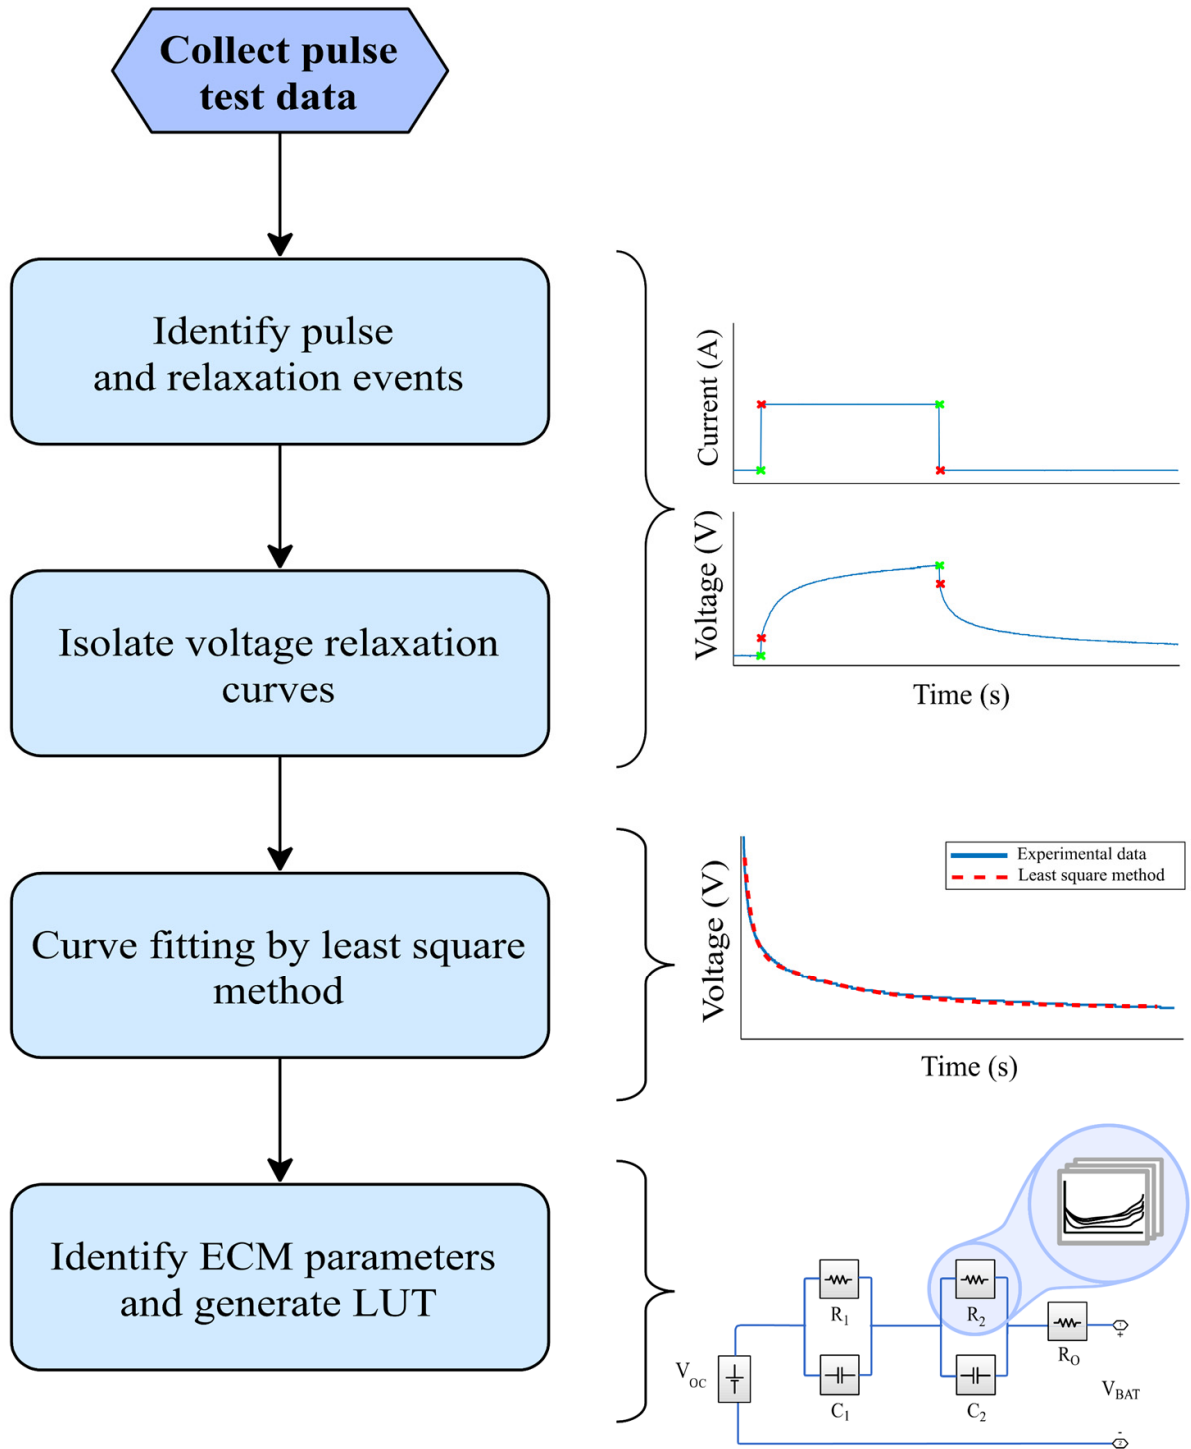 Collect pulse
test data
Identify pulse
and relaxation events
Current (A)
Voltage (V)
Time (s)
Isolate voltage relaxation
curves
Curve fitting by least square
method
Experimental data
Least square method
Voltage (V)
Time (s)
Identify ECM parameters
and generate LUT
R1
R2
RO
C1
C2
VOC
VBAT
+
-